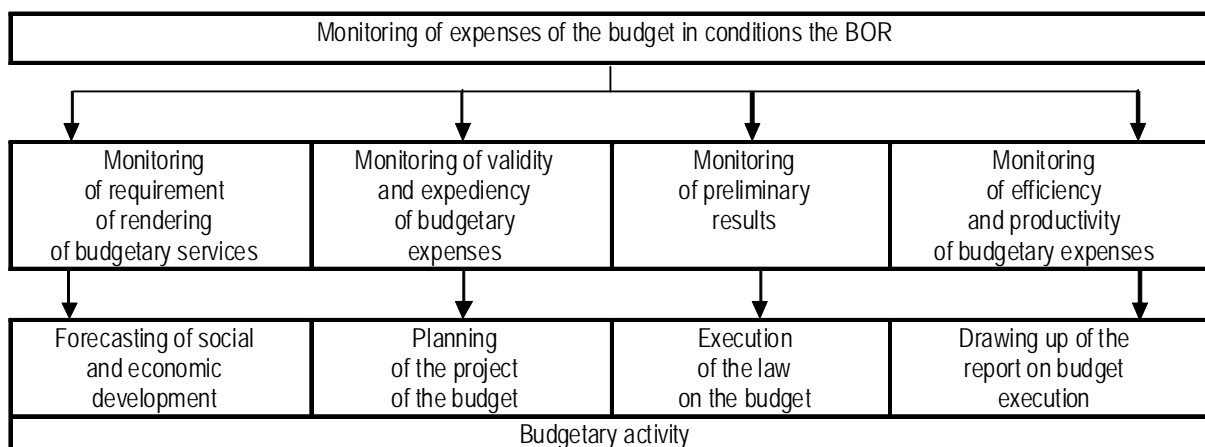 Monitoring of expenses of the budget in conditions the BOR
Monitoring
of requirement
of rendering
of budgetary services
Monitoring of validity
and expediency
of budgetary
expenses
Monitoring
of preliminary
results
Monitoring
of efficiency
and productivity
of budgetary expenses
Forecasting of social
and economic
development
Planning
of the project
of the budget
Execution
of the law
on the budget
Drawing up of the
report on budget
execution
Budgetary activity